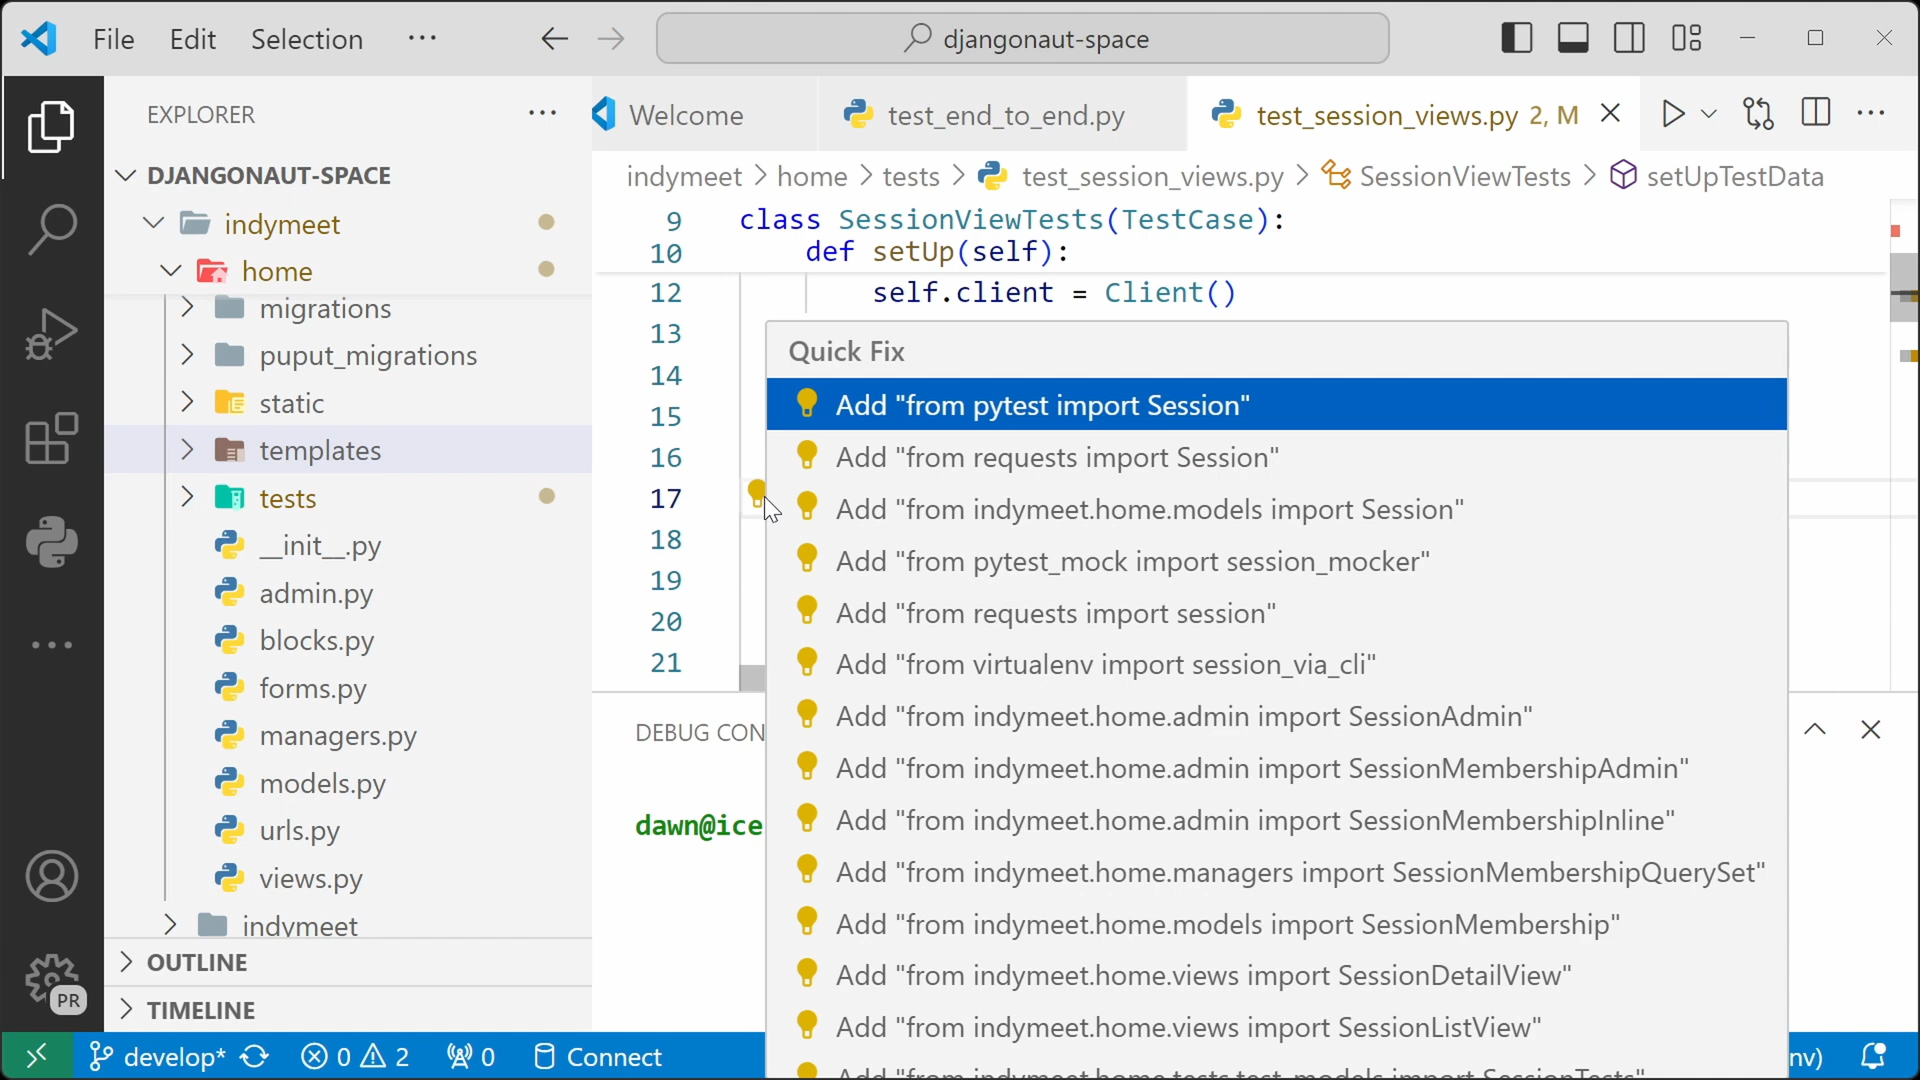 File Edit Selection ···
djangonaut-space
EXPLORER ···
Welcome
test_end_to_end.py
test_session_views.py 2, M
DJANGONAUT-SPACE
indymeet > home > tests > test_session_views.py > SessionViewTests > setUpTestData
indymeet
home
migrations
puput_migrations
static
templates
tests
__init__.py
admin.py
blocks.py
forms.py
managers.py
models.py
urls.py
views.py
indymeet
OUTLINE
TIMELINE
9 class SessionViewTests(TestCase):
10 def setUp(self):
12 self.client = Client()
13
14
15
16
17
18
19
20
21
Quick Fix
Add "from pytest import Session"
Add "from requests import Session"
Add "from indymeet.home.models import Session"
Add "from pytest_mock import session_mocker"
Add "from requests import session"
Add "from virtualenv import session_via_cli"
Add "from indymeet.home.admin import SessionAdmin"
Add "from indymeet.home.admin import SessionMembershipAdmin"
Add "from indymeet.home.admin import SessionMembershipInline"
Add "from indymeet.home.managers import SessionMembershipQuerySet"
Add "from indymeet.home.models import SessionMembership"
Add "from indymeet.home.views import SessionDetailView"
Add "from indymeet.home.views import SessionListView"
Add "from indymeet.home.tests.test_models import SessionTests"
DEBUG CON
dawn@ice
PR
develop* 0 2 0 Connect
nv)